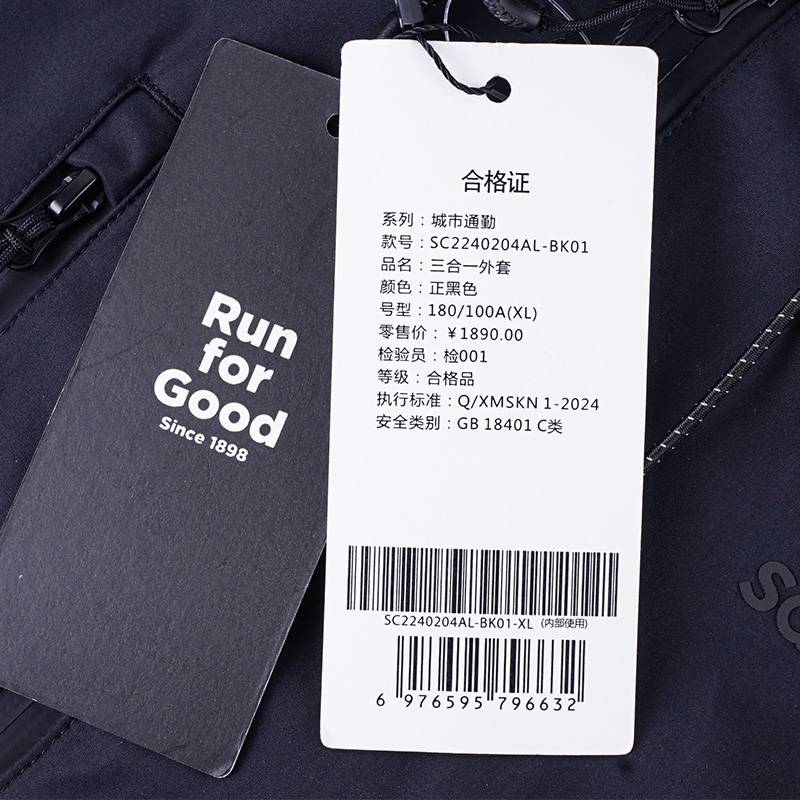 Run
for
Good
Since 1898
合格证
系列：城市通勤
款号：SC2240204AL-BK01
品名：三合一外套
颜色：正黑色
号型：180/100A(XL)
零售价：￥1890.00
检验员：检001
等级：合格品
执行标准：Q/XMSKN 1-2024
安全类别：GB 18401 C类
SC2240204AL-BK01-XL (内部使用)
6 976595 796632